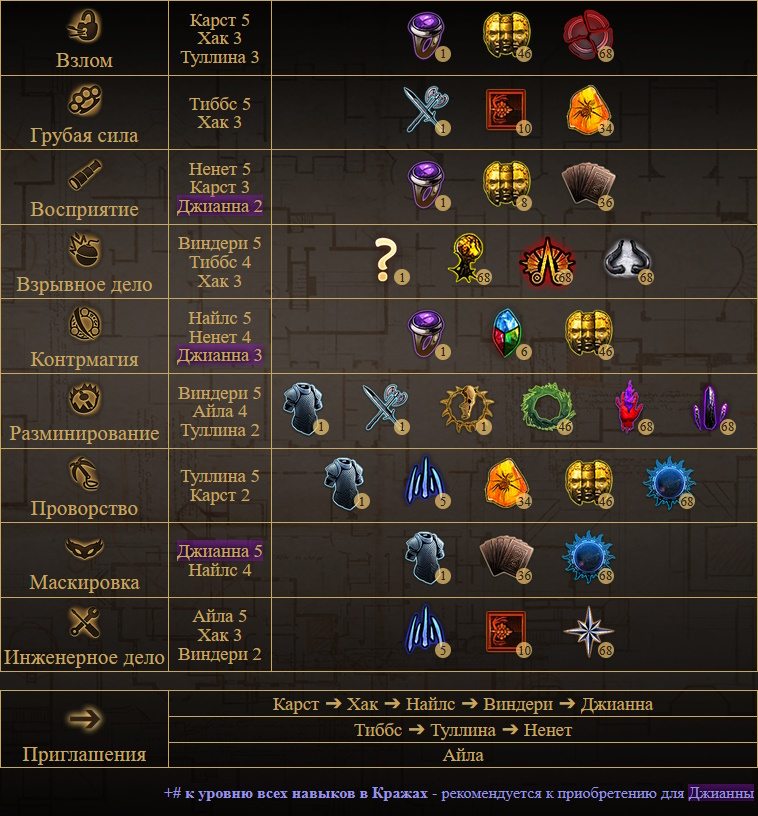 Взлом
Карст 5
Хак 3
Туллина 3
1 46 68
Грубая сила
Тиббс 5
Хак 3
1 10 34
Восприятие
Ненет 5
Карст 3
Джианна 2
1 8 36
Взрывное дело
Виндери 5
Тиббс 4
Хак 3
? 1 68 68 68
Контрмагия
Найлс 5
Ненет 4
Джианна 3
1 6 46
Разминирование
Виндери 5
Айла 4
Туллина 2
1 1 1 46 68 68
Проворство
Туллина 5
Карст 2
1 5 34 46 68
Маскировка
Джианна 5
Найлс 4
1 36 68
Инженерное дело
Айла 5
Хак 3
Виндери 2
5 10 68
Приглашения
Карст ➔ Хак ➔ Найлс ➔ Виндери ➔ Джианна
Тиббс ➔ Туллина ➔ Ненет
Айла
+# к уровню всех навыков в Кражах - рекомендуется к приобретению для Джианны